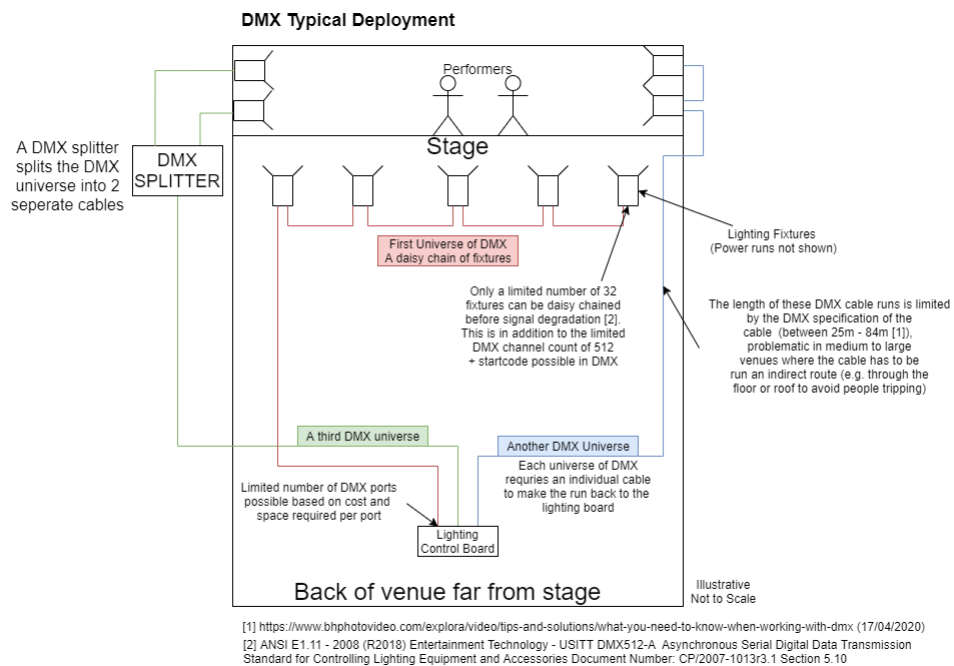 DMX Typical Deployment
Performers
Stage
A DMX splitter
splits the DMX
universe into 2
seperate cables
DMX
SPLITTER
First Universe of DMX
A daisy chain of fixtures
Lighting Fixtures
(Power runs not shown)
Only a limited number of 32
fixtures can be daisy chained
before signal degradation [2].
This is in addition to the limited
DMX channel count of 512
+ startcode possible in DMX
The length of these DMX cable runs is limited
by the DMX specification of the
cable (between 25m - 84m [1]),
problematic in medium to large
venues where the cable has to be
run an indirect route (e.g. through the
floor or roof to avoid people tripping)
A third DMX universe
Another DMX Universe
Each universe of DMX
requries an individual cable
to make the run back to the
lighting board
Limited number of DMX ports
possible based on cost and
space required per port
Lighting
Control Board
Back of venue far from stage
Illustrative
Not to Scale
[1] https://www.bhphotovideo.com/explora/video/tips-and-solutions/what-you-need-to-know-when-working-with-dmx (17/04/2020)
[2] ANSI E1.11 - 2008 (R2018) Entertainment Technology - USITT DMX512-A Asynchronous Serial Digital Data Transmission
Standard for Controlling Lighting Equipment and Accessories Document Number: CP/2007-1013r3.1 Section 5.10